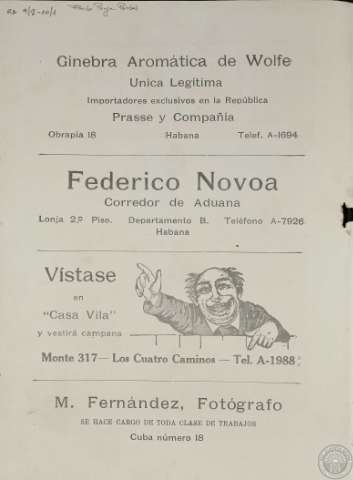 Ginebra Aromática de Wolfe
Unica Legítima
Importadores exclusivos en la República
Prasse y Compañía
Obrapía 18 Habana Telef. A-1694
Federico Novoa
Corredor de Aduana
Lonja 2.º Piso. Departamento B. Teléfono A-7926
Habana
Vístase
en
"Casa Vila"
y vestirá campana
Monte 317—Los Cuatro Caminos—Tel. A-1988
M. Fernández, Fotógrafo
SE HACE CARGO DE TODA CLASE DE TRABAJOS
Cuba número 18